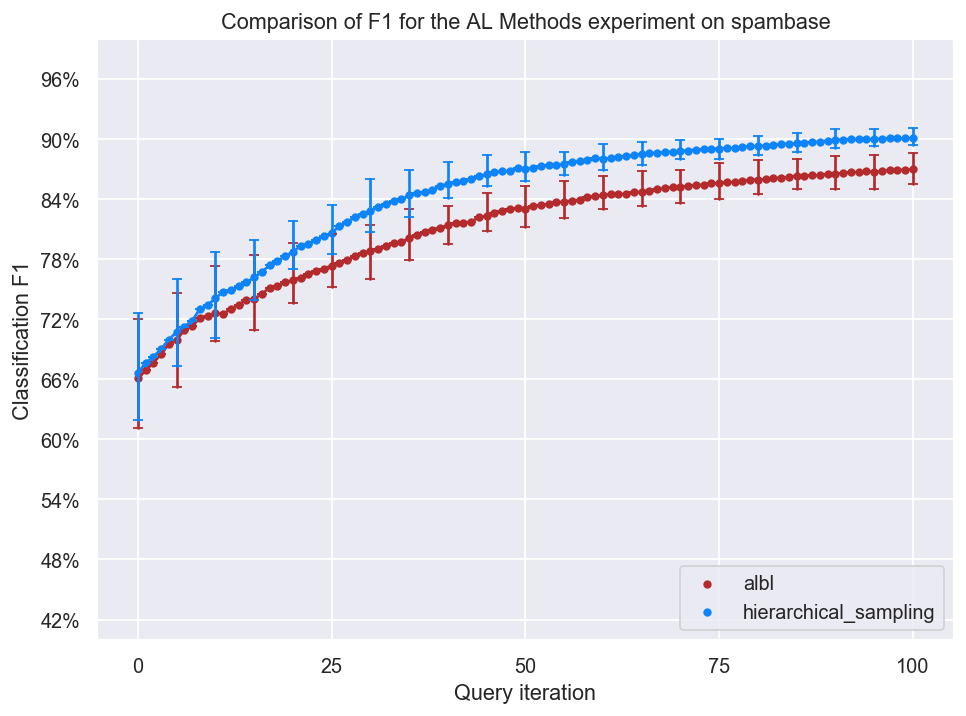 Comparison of F1 for the AL Methods experiment on spambase
Classification F1
96%
90%
84%
78%
72%
66%
60%
54%
48%
42%
albl
hierarchical_sampling
0 25 50 75 100
Query iteration